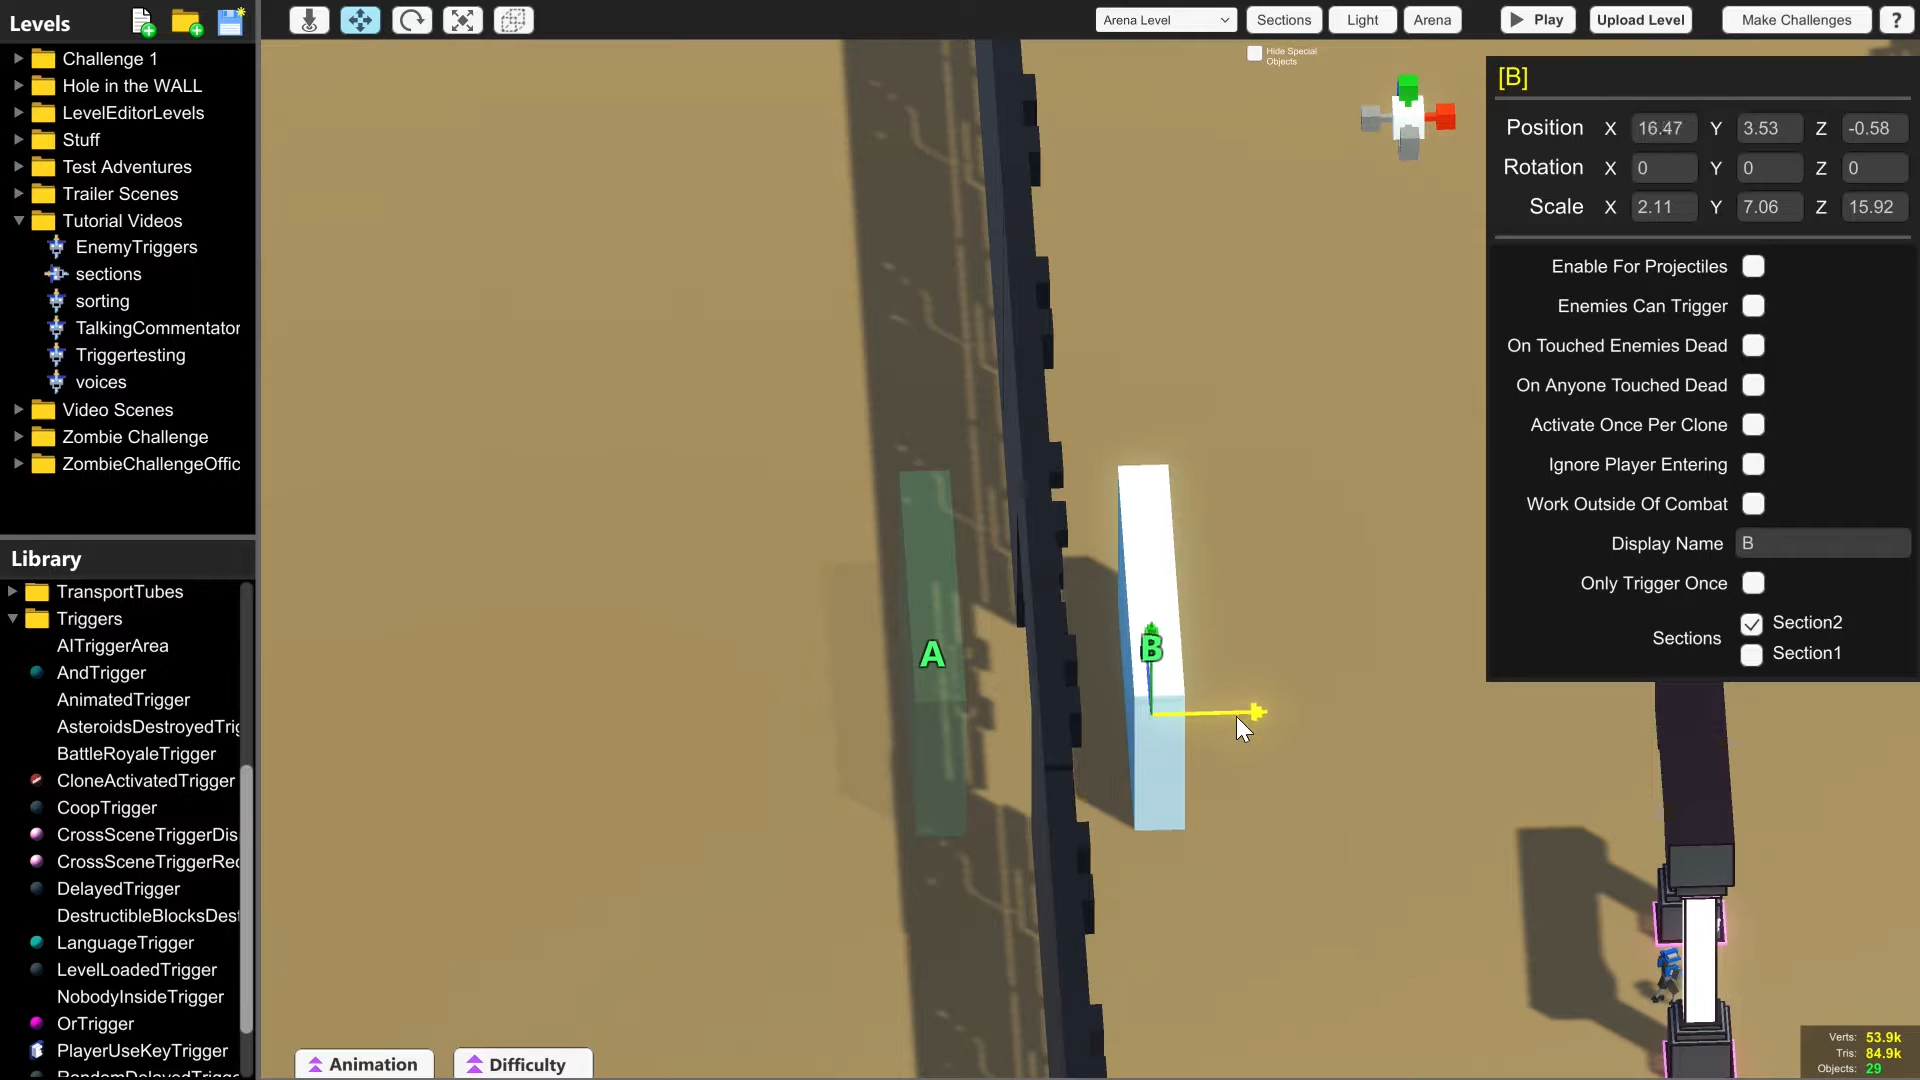 Levels
Challenge 1
Hole in the WALL
LevelEditorLevels
Stuff
Test Adventures
Trailer Scenes
Tutorial Videos
EnemyTriggers
sections
sorting
TalkingCommentator
Triggertesting
voices
Video Scenes
Zombie Challenge
ZombieChallengeOffic
Library
TransportTubes
Triggers
AITriggerArea
AndTrigger
AnimatedTrigger
AsteroidsDestroyedTrig
BattleRoyaleTrigger
CloneActivatedTrigger
CoopTrigger
CrossSceneTriggerDis
CrossSceneTriggerRec
DelayedTrigger
DestructibleBlocksDest
LanguageTrigger
LevelLoadedTrigger
NobodyInsideTrigger
OrTrigger
PlayerUseKeyTrigger
RandomDelayedTrigge
Arena Level
Sections
Light
Arena
Play
Upload Level
Make Challenges
?
Hide Special
Objects
A
B
Animation
Difficulty
[B]
Position X 16.47 Y 3.53 Z -0.58
Rotation X 0 Y 0 Z 0
Scale X 2.11 Y 7.06 Z 15.92
Enable For Projectiles
Enemies Can Trigger
On Touched Enemies Dead
On Anyone Touched Dead
Activate Once Per Clone
Ignore Player Entering
Work Outside Of Combat
Display Name B
Only Trigger Once
Sections
Section2
Section1
Verts: 53.9k
Tris: 84.9k
Objects: 29